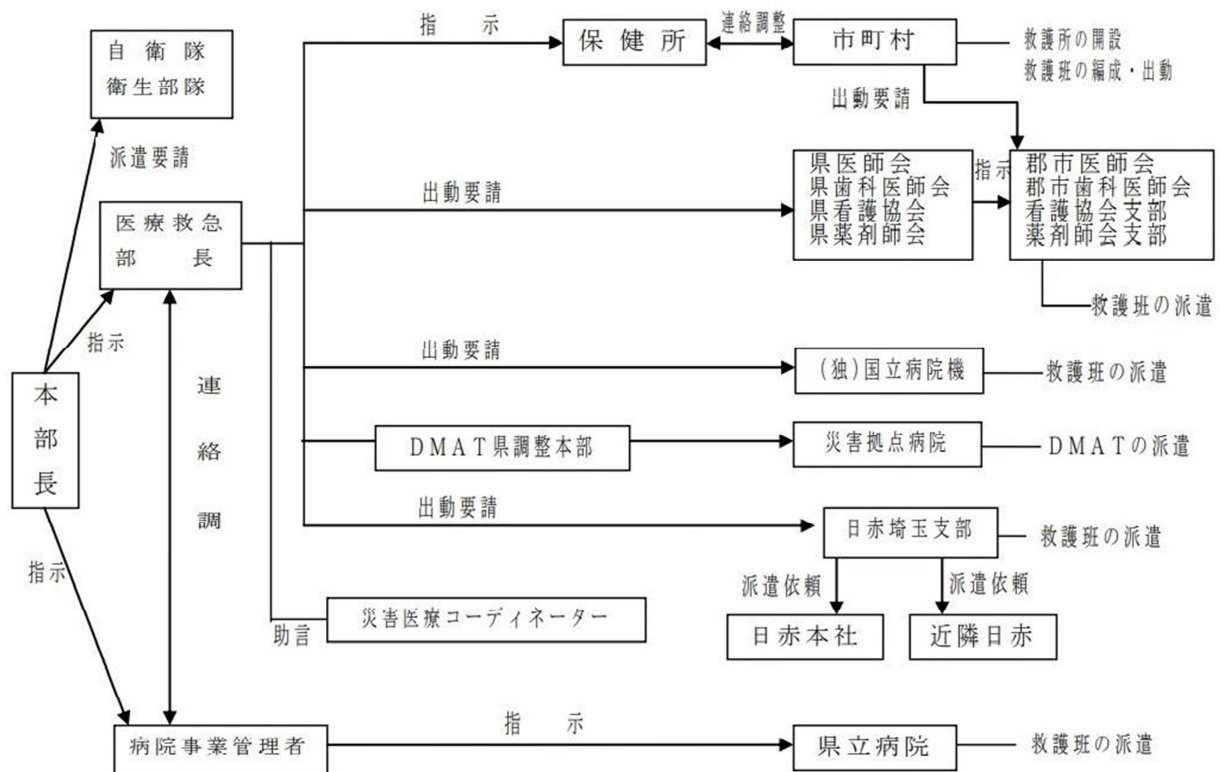 自衛隊
衛生部隊
派遣要請
医療救急
部長
指示
本部長
連絡調
指示
病院事業管理者
指示
保健所
連絡調整
市町村
救護所の開設
救護班の編成・出動
出動要請
出動要請
県医師会
県歯科医師会
県看護協会
県薬剤師会
指示
郡市医師会
郡市歯科医師会
看護協会支部
薬剤師会支部
救護班の派遣
出動要請
(独)国立病院機
救護班の派遣
DMAT県調整本部
災害拠点病院
DMATの派遣
出動要請
日赤埼玉支部
救護班の派遣
派遣依頼
派遣依頼
日赤本社
近隣日赤
助言
災害医療コーディネーター
指示
県立病院
救護班の派遣